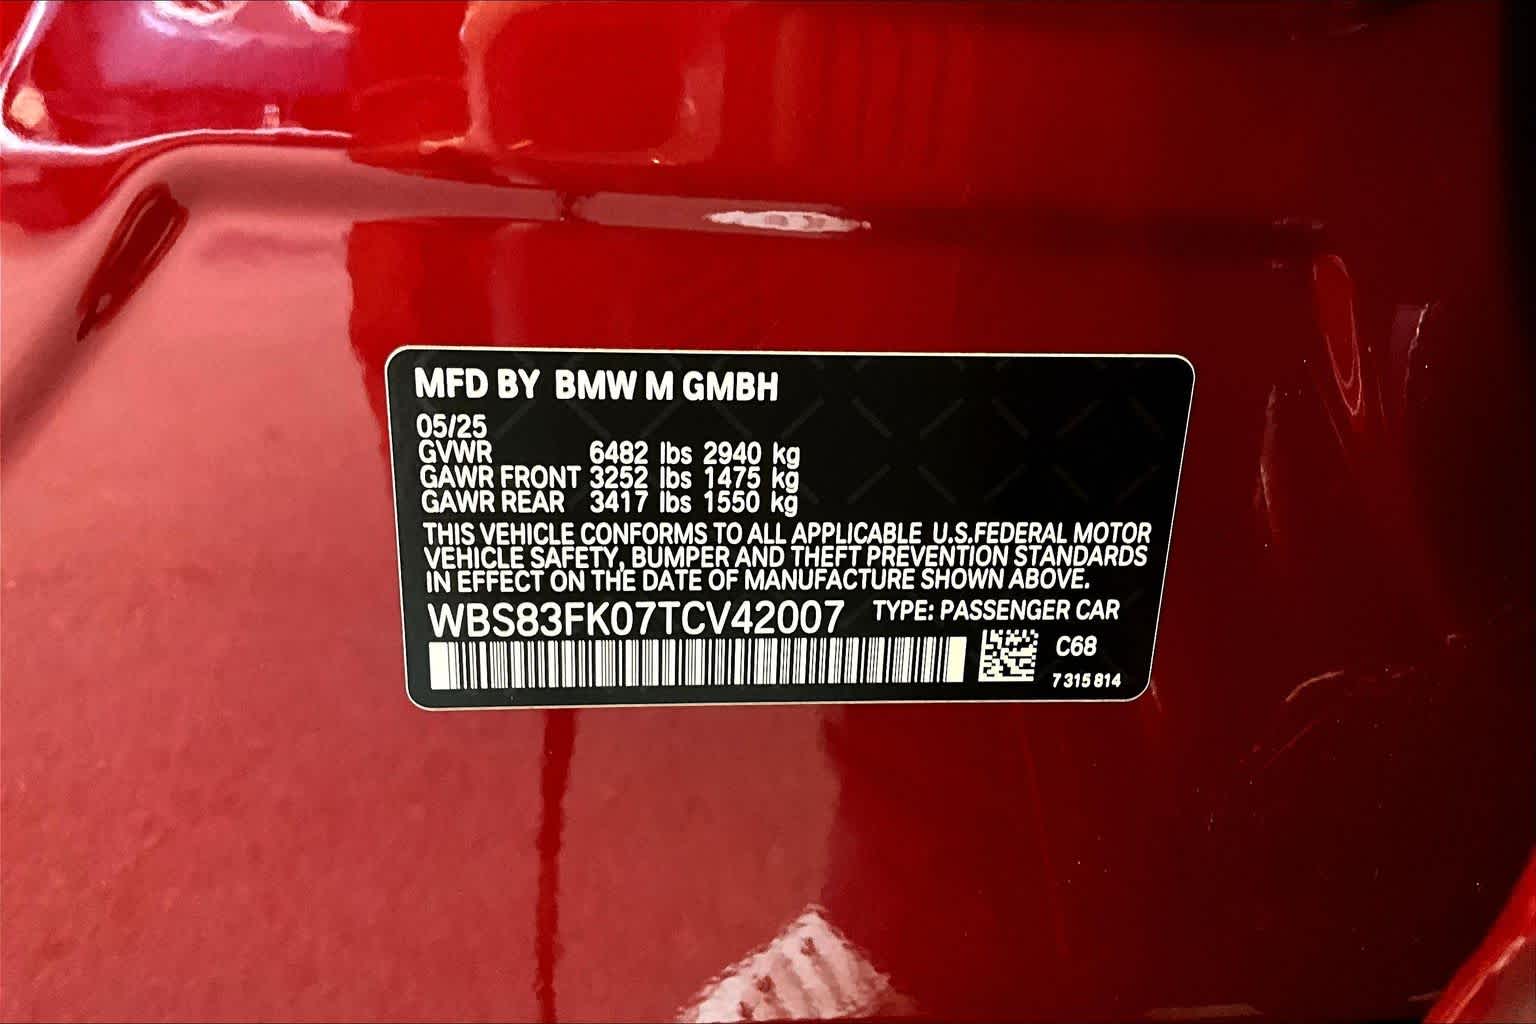 MFD BY BMW M GMBH
05/25
GVWR 6482 lbs 2940 kg
GAWR FRONT 3252 lbs 1475 kg
GAWR REAR 3417 lbs 1550 kg
THIS VEHICLE CONFORMS TO ALL APPLICABLE U.S.FEDERAL MOTOR
VEHICLE SAFETY, BUMPER AND THEFT PREVENTION STANDARDS
IN EFFECT ON THE DATE OF MANUFACTURE SHOWN ABOVE.
WBS83FK07TCV42007 TYPE: PASSENGER CAR
C68
7 315 814